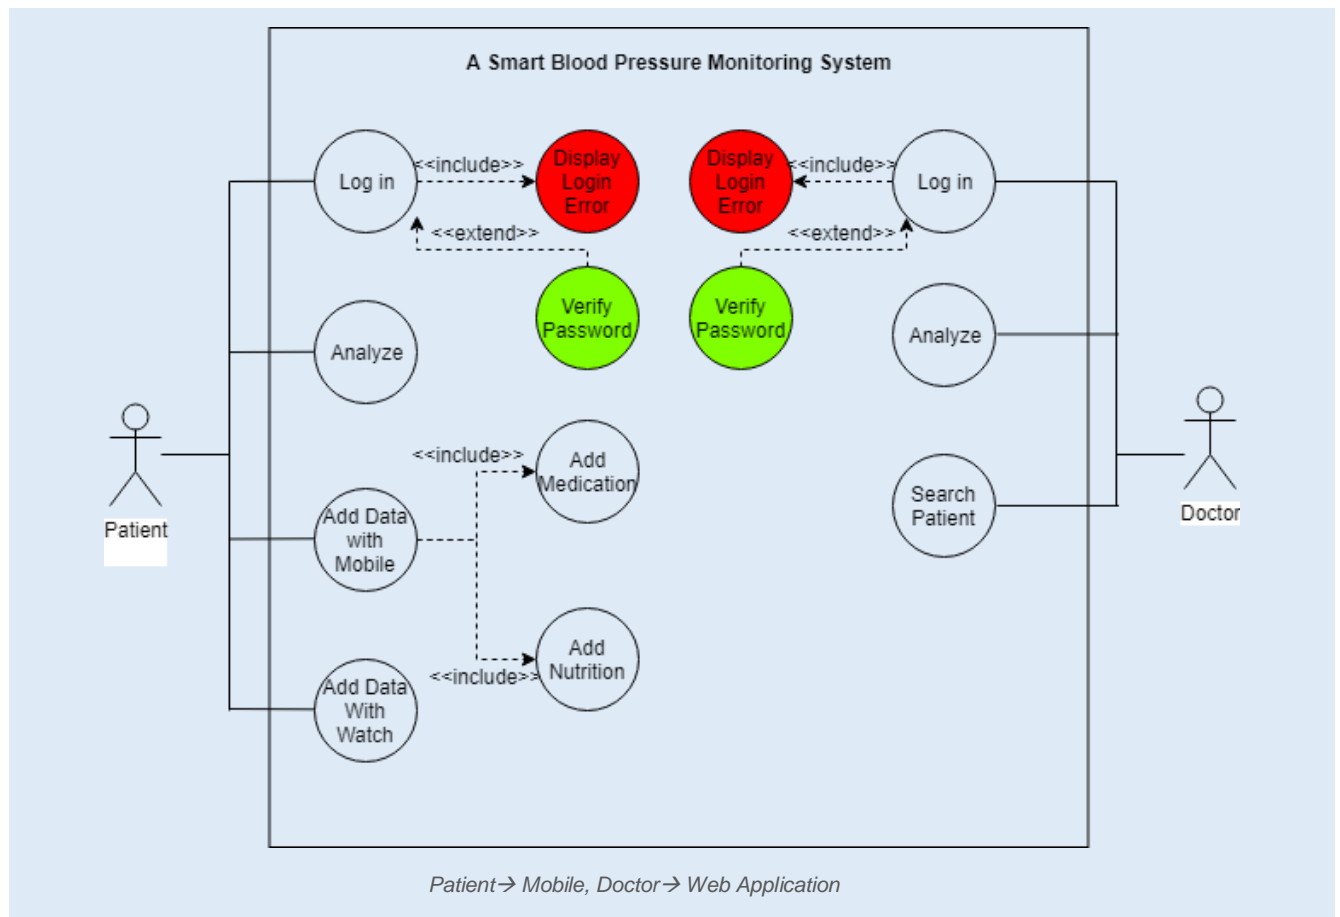 A Smart Blood Pressure Monitoring System
Log in
<<include>>
Display
Login
Error
Display
Login
Error
<<include>>
Log in
<<extend>>
<<extend>>
Verify
Password
Verify
Password
Analyze
Analyze
Patient
<<include>>
Add
Medication
Search
Patient
Doctor
Add Data
with
Mobile
Add
Nutrition
<<include>>
Add Data
With
Watch
Patient→ Mobile, Doctor→ Web Application